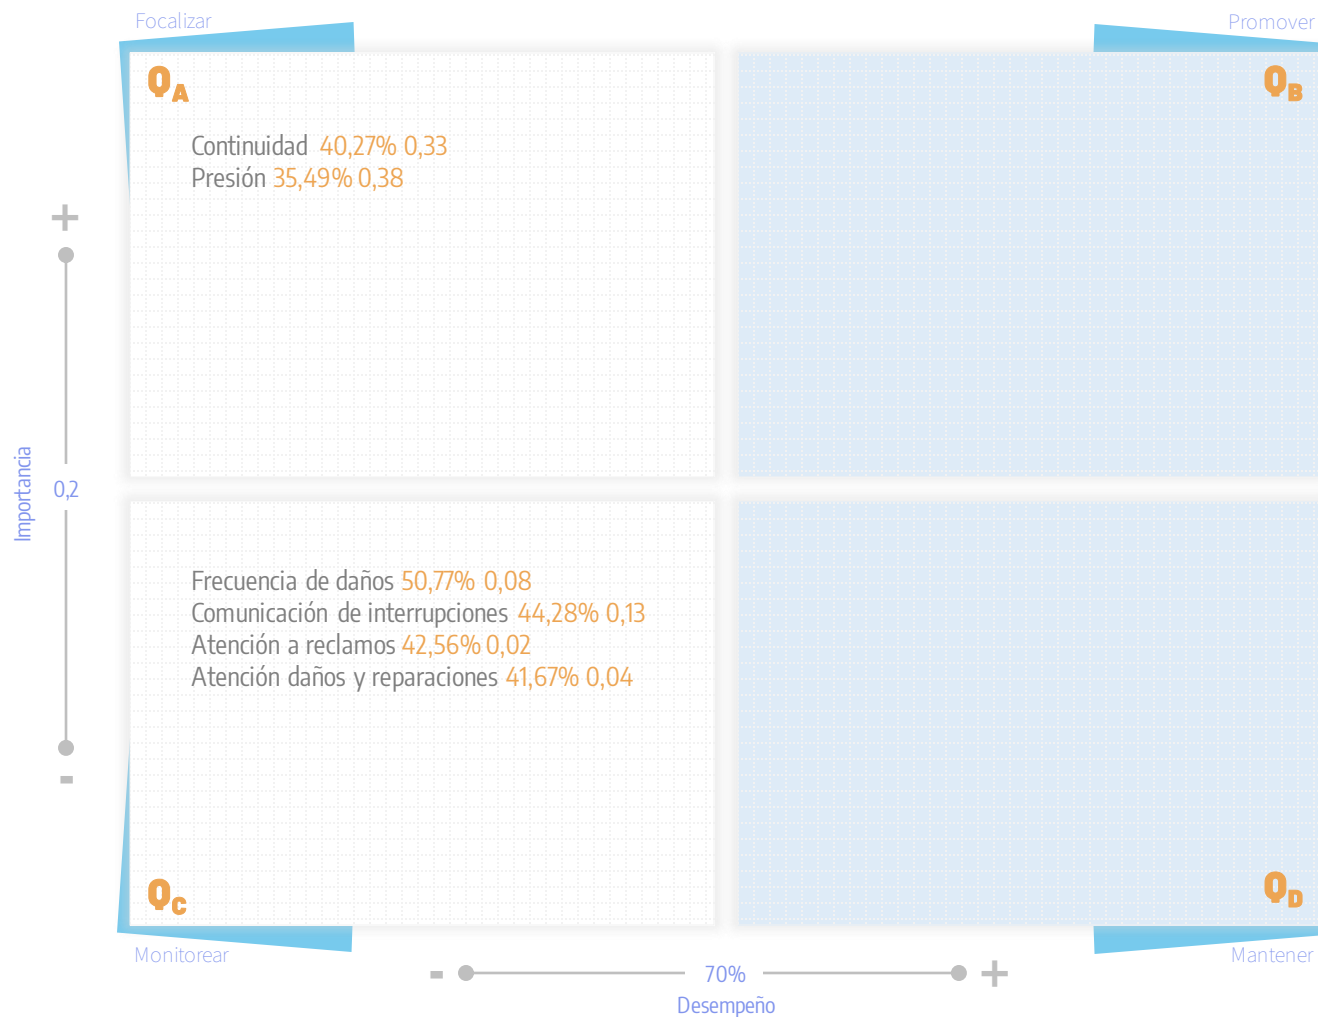 Focalizar
Promover
QA
QB
Continuidad 40,27% 0,33
Presión 35,49% 0,38
+
Importancia
0,2
Frecuencia de daños 50,77% 0,08
Comunicación de interrupciones 44,28% 0,13
Atención a reclamos 42,56% 0,02
Atención daños y reparaciones 41,67% 0,04
-
QC
QD
Monitorear
Mantener
- 70% +
Desempeño